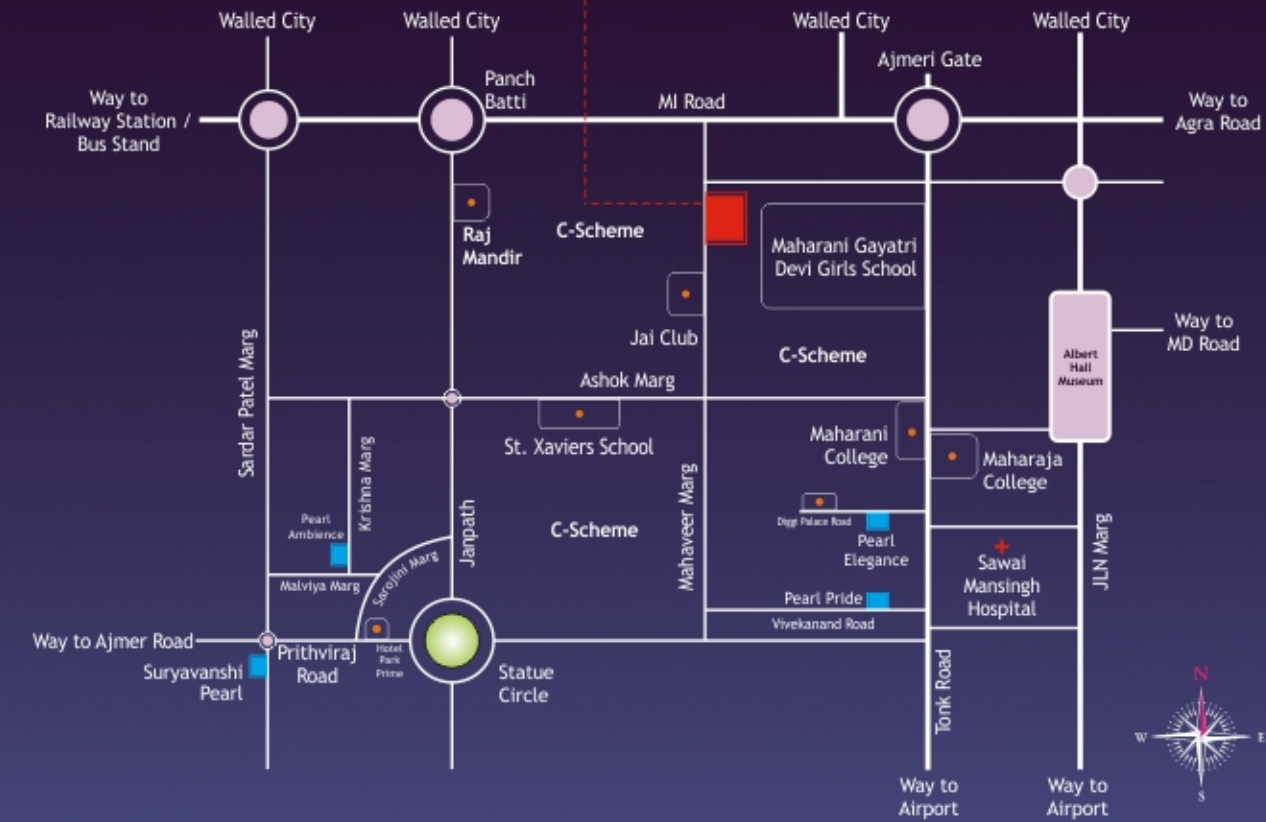 Walled City
Walled City
Walled City
Walled City
Ajmeri Gate
Panch
Batti
MI Road
Way to
Railway Station /
Bus Stand
Way to
Agra Road
Raj
Mandir
C-Scheme
Maharani Gayatri
Devi Girls School
Jai Club
C-Scheme
Way to
MD Road
Albert
Hall
Museum
Sardar Patel Marg
Ashok Marg
St. Xaviers School
Maharani
College
Maharaja
College
Krishna Marg
Janpath
C-Scheme
Mahaveer Marg
Diggi Palace Road
Pearl
Elegance
Pearl
Ambience
Malviya Marg
Sarojini Marg
Sawai
Mansingh
Hospital
JLN Marg
Pearl Pride
Vivekanand Road
Way to Ajmer Road
Prithviraj
Road
Hotel
Park
Prime
Suryavanshi
Pearl
Statue
Circle
Tonk Road
N
W
E
S
Way to
Airport
Way to
Airport